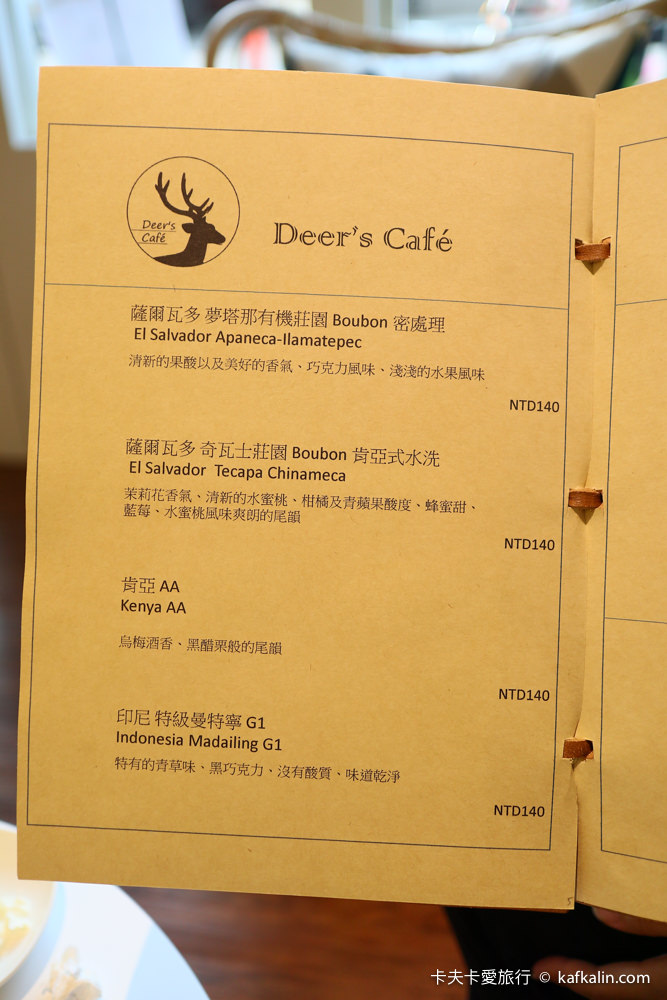 Deer's
Café
Deer's Café
薩爾瓦多 夢塔那有機莊園 Boubon 密處理
El Salvador Apaneca-Ilamatepec
清新的果酸以及美好的香氣、巧克力風味、淺淺的水果風味
NTD140
薩爾瓦多 奇瓦士莊園 Boubon 肯亞式水洗
El Salvador Tecapa Chinameca
茉莉花香氣、清新的水蜜桃、柑橘及青蘋果酸度、蜂蜜甜、
藍莓、水蜜桃風味爽朗的尾韻
NTD140
肯亞 AA
Kenya AA
烏梅酒香、黑醋栗般的尾韻
NTD140
印尼 特級曼特寧 G1
Indonesia Madailing G1
特有的青草味、黑巧克力、沒有酸質、味道乾淨
NTD140
卡夫卡愛旅行 © kafkalin.com